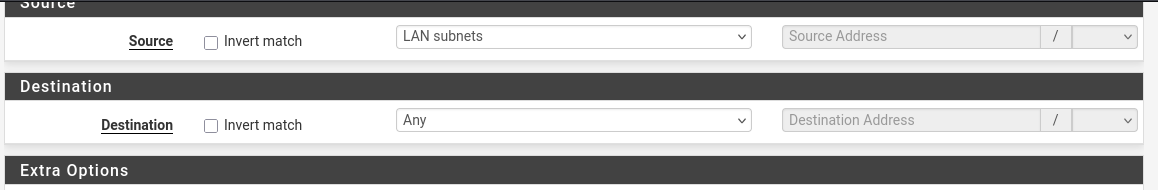 Source
Source Invert match LAN subnets Source Address /
Destination
Destination Invert match Any Destination Address /
Extra Options